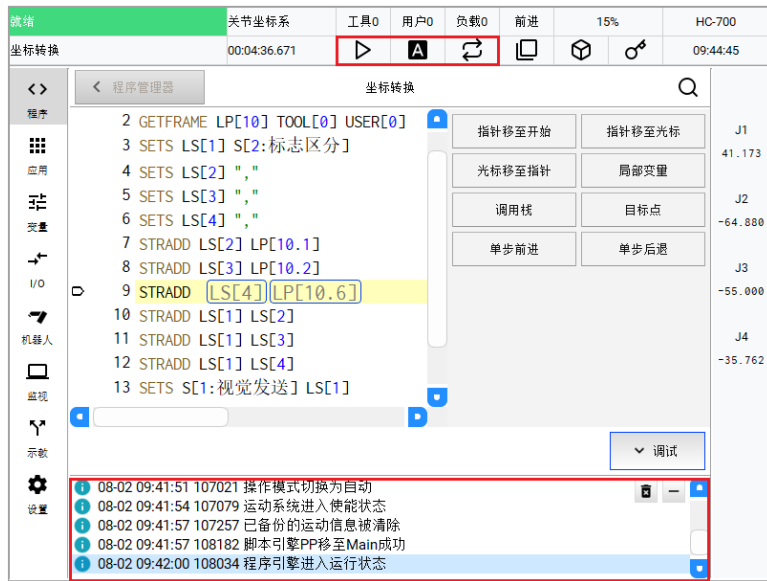 就绪 关节坐标系 工具0 用户0 负载0 前进 15% HC-700
坐标转换 00:04:36.671 A 09:44:45
程序 程序管理器 坐标转换
2 GETFRAME LP[10] TOOL[0] USER[0]
3 SETS LS[1] S[2:标志区分]
4 SETS LS[2] ","
5 SETS LS[3] ","
6 SETS LS[4] ","
7 STRADD LS[2] LP[10.1]
8 STRADD LS[3] LP[10.2]
9 STRADD LS[4] LP[10.6]
10 STRADD LS[1] LS[2]
11 STRADD LS[1] LS[3]
12 STRADD LS[1] LS[4]
13 SETS S[1:视觉发送] LS[1]
应用
变量
I/O
机器人
监视
示教
设置
指针移至开始 指针移至光标
光标移至指针 局部变量
调用栈 目标点
单步前进 单步后退
调试
J1
41.173
J2
-64.880
J3
-55.000
J4
-35.762
08-02 09:41:51 107021 操作模式切换为自动
08-02 09:41:54 107079 运动系统进入使能状态
08-02 09:41:57 107257 已备份的运动信息被清除
08-02 09:41:57 108182 脚本引擎PP移至Main成功
08-02 09:42:00 108034 程序引擎进入运行状态